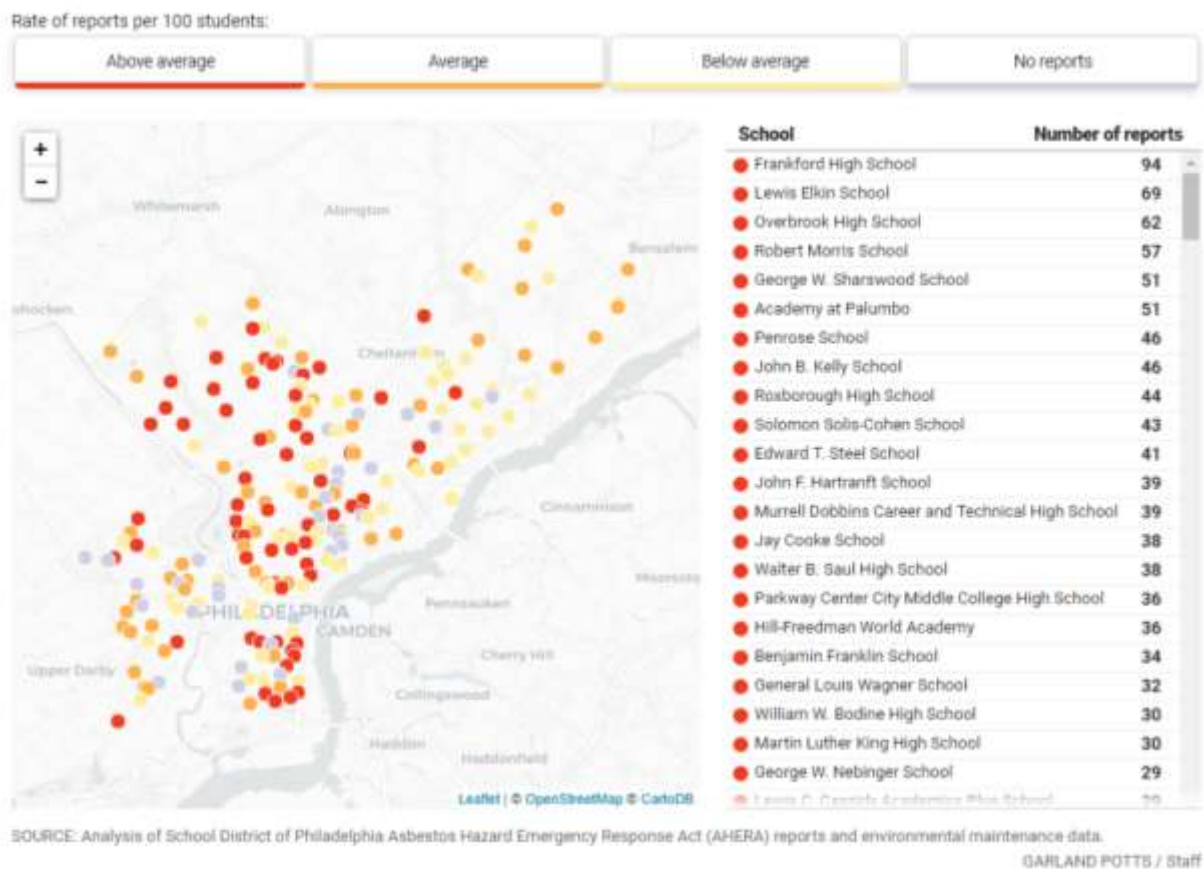 Rate of reports per 100 students:
Above average Average Below average No reports
+
−
Whitemarsh
Abington
Bensalem
Cinnaminson
Pennsauken
PHILADELPHIA
CAMDEN
Upper Darby
Cherry Hill
Collingswood
Haddon
Haddonfield
Leaflet | © OpenStreetMap © CartoDB
School Number of reports
Frankford High School 94
Lewis Elkin School 69
Overbrook High School 62
Robert Morris School 57
George W. Sharswood School 51
Academy at Palumbo 51
Penrose School 46
John B. Kelly School 46
Roxborough High School 44
Solomon Solis-Cohen School 43
Edward T. Steel School 41
John F. Hartranft School 39
Murrell Dobbins Career and Technical High School 39
Jay Cooke School 38
Walter B. Saul High School 38
Parkway Center City Middle College High School 36
Hill-Freedman World Academy 36
Benjamin Franklin School 34
General Louis Wagner School 32
William W. Bodine High School 30
Martin Luther King High School 30
George W. Nebinger School 29
SOURCE: Analysis of School District of Philadelphia Asbestos Hazard Emergency Response Act (AHERA) reports and environmental maintenance data.
GARLAND POTTS / Staff